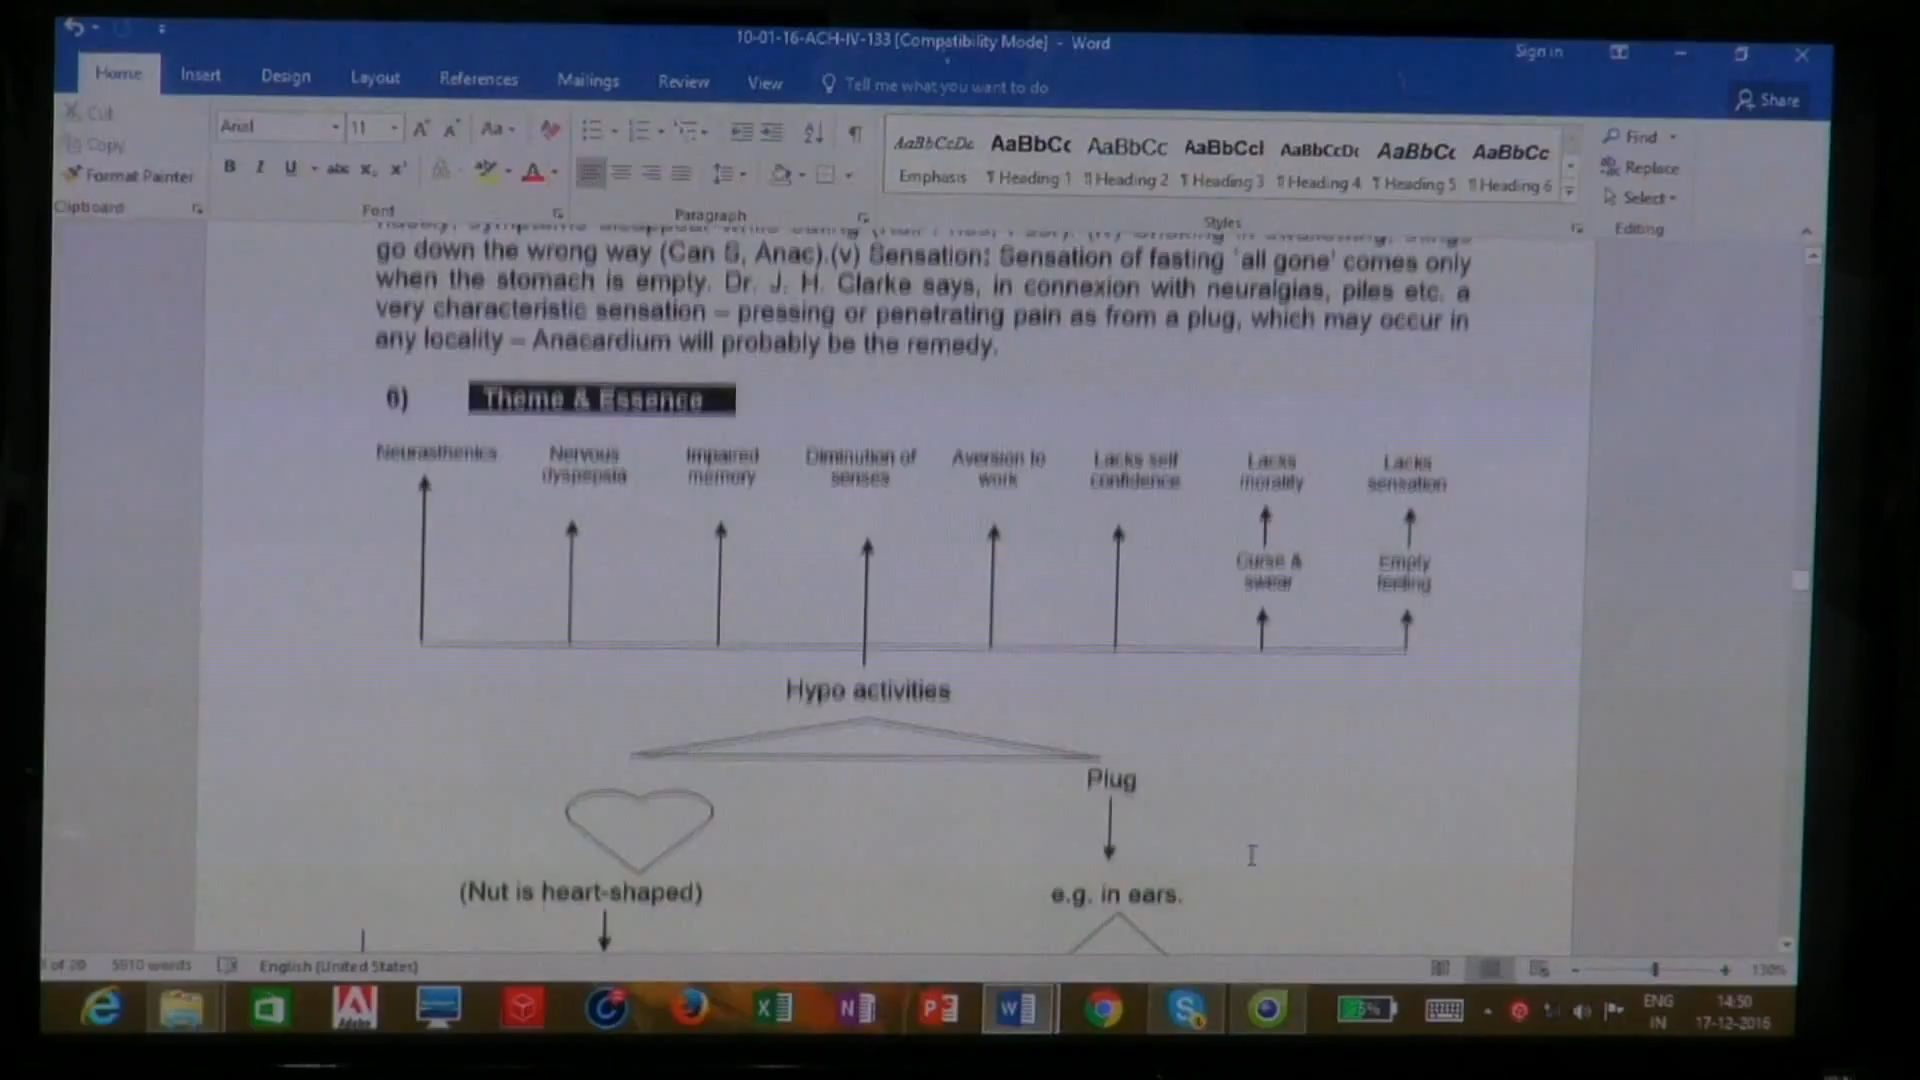 10-01-16-ACH-IV-133 [Compatibility Mode] - Word
Sign in
Home Insert Design Layout References Mailings Review View Tell me what you want to do
Share
Cut
Copy
Format Painter
Clipboard
Arial 11
Font
Paragraph
AaBbCcDc AaBbCc AaBbCc AaBbCcI AaBbCcDc AaBbCc AaBbCc
Emphasis ¶ Heading 1 ¶ Heading 2 ¶ Heading 3 ¶ Heading 4 ¶ Heading 5 ¶ Heading 6
Styles
Find
Replace
Select
Editing
go down the wrong way (Can S, Anac).(v) Sensation: Sensation of fasting 'all gone' comes only
when the stomach is empty. Dr. J. H. Clarke says, in connexion with neuralgias, piles etc. a
very characteristic sensation – pressing or penetrating pain as from a plug, which may occur in
any locality – Anacardium will probably be the remedy.
6) Theme & Essence
Neurasthenics Nervous Impaired Diminution of Aversion to Lacks self Lacks Lacks
dyspepsia memory senses work confidence morality sensation
Curse & Empty
swear feeling
Hypo activities
Plug
(Nut is heart-shaped) e.g. in ears.
of 20 5910 words English (United States) 130%
ENG 14:50
IN 17-12-2016